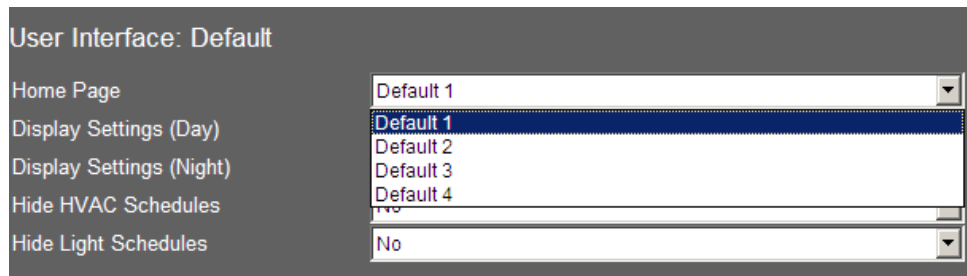 User Interface: Default
Home Page Default 1
Display Settings (Day) Default 1
Default 2
Display Settings (Night) Default 3
Default 4
Hide HVAC Schedules No
Hide Light Schedules No